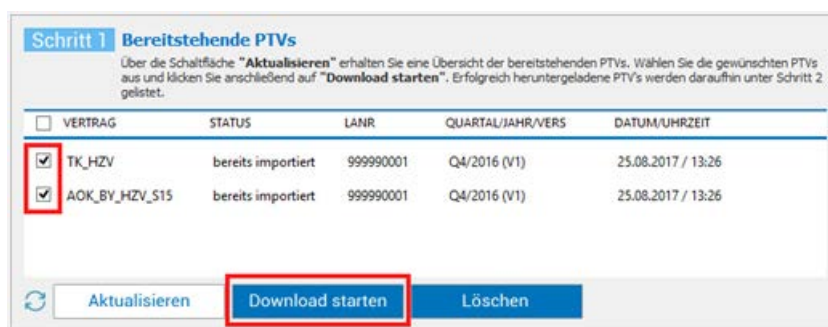 Schritt 1 Bereitstehende PTVs
Über die Schaltfläche "Aktualisieren" erhalten Sie eine Übersicht der bereitstehenden PTVs. Wählen Sie die gewünschten PTVs
aus und klicken Sie anschließend auf "Download starten". Erfolgreich heruntergeladene PTV's werden daraufhin unter Schritt 2
gelistet.
VERTRAG STATUS LANR QUARTAL/JAHR/VERS DATUM/UHRZEIT
TK_HZV bereits importiert 999990001 Q4/2016 (V1) 25.08.2017 / 13:26
AOK_BY_HZV_S15 bereits importiert 999990001 Q4/2016 (V1) 25.08.2017 / 13:26
Aktualisieren Download starten Löschen